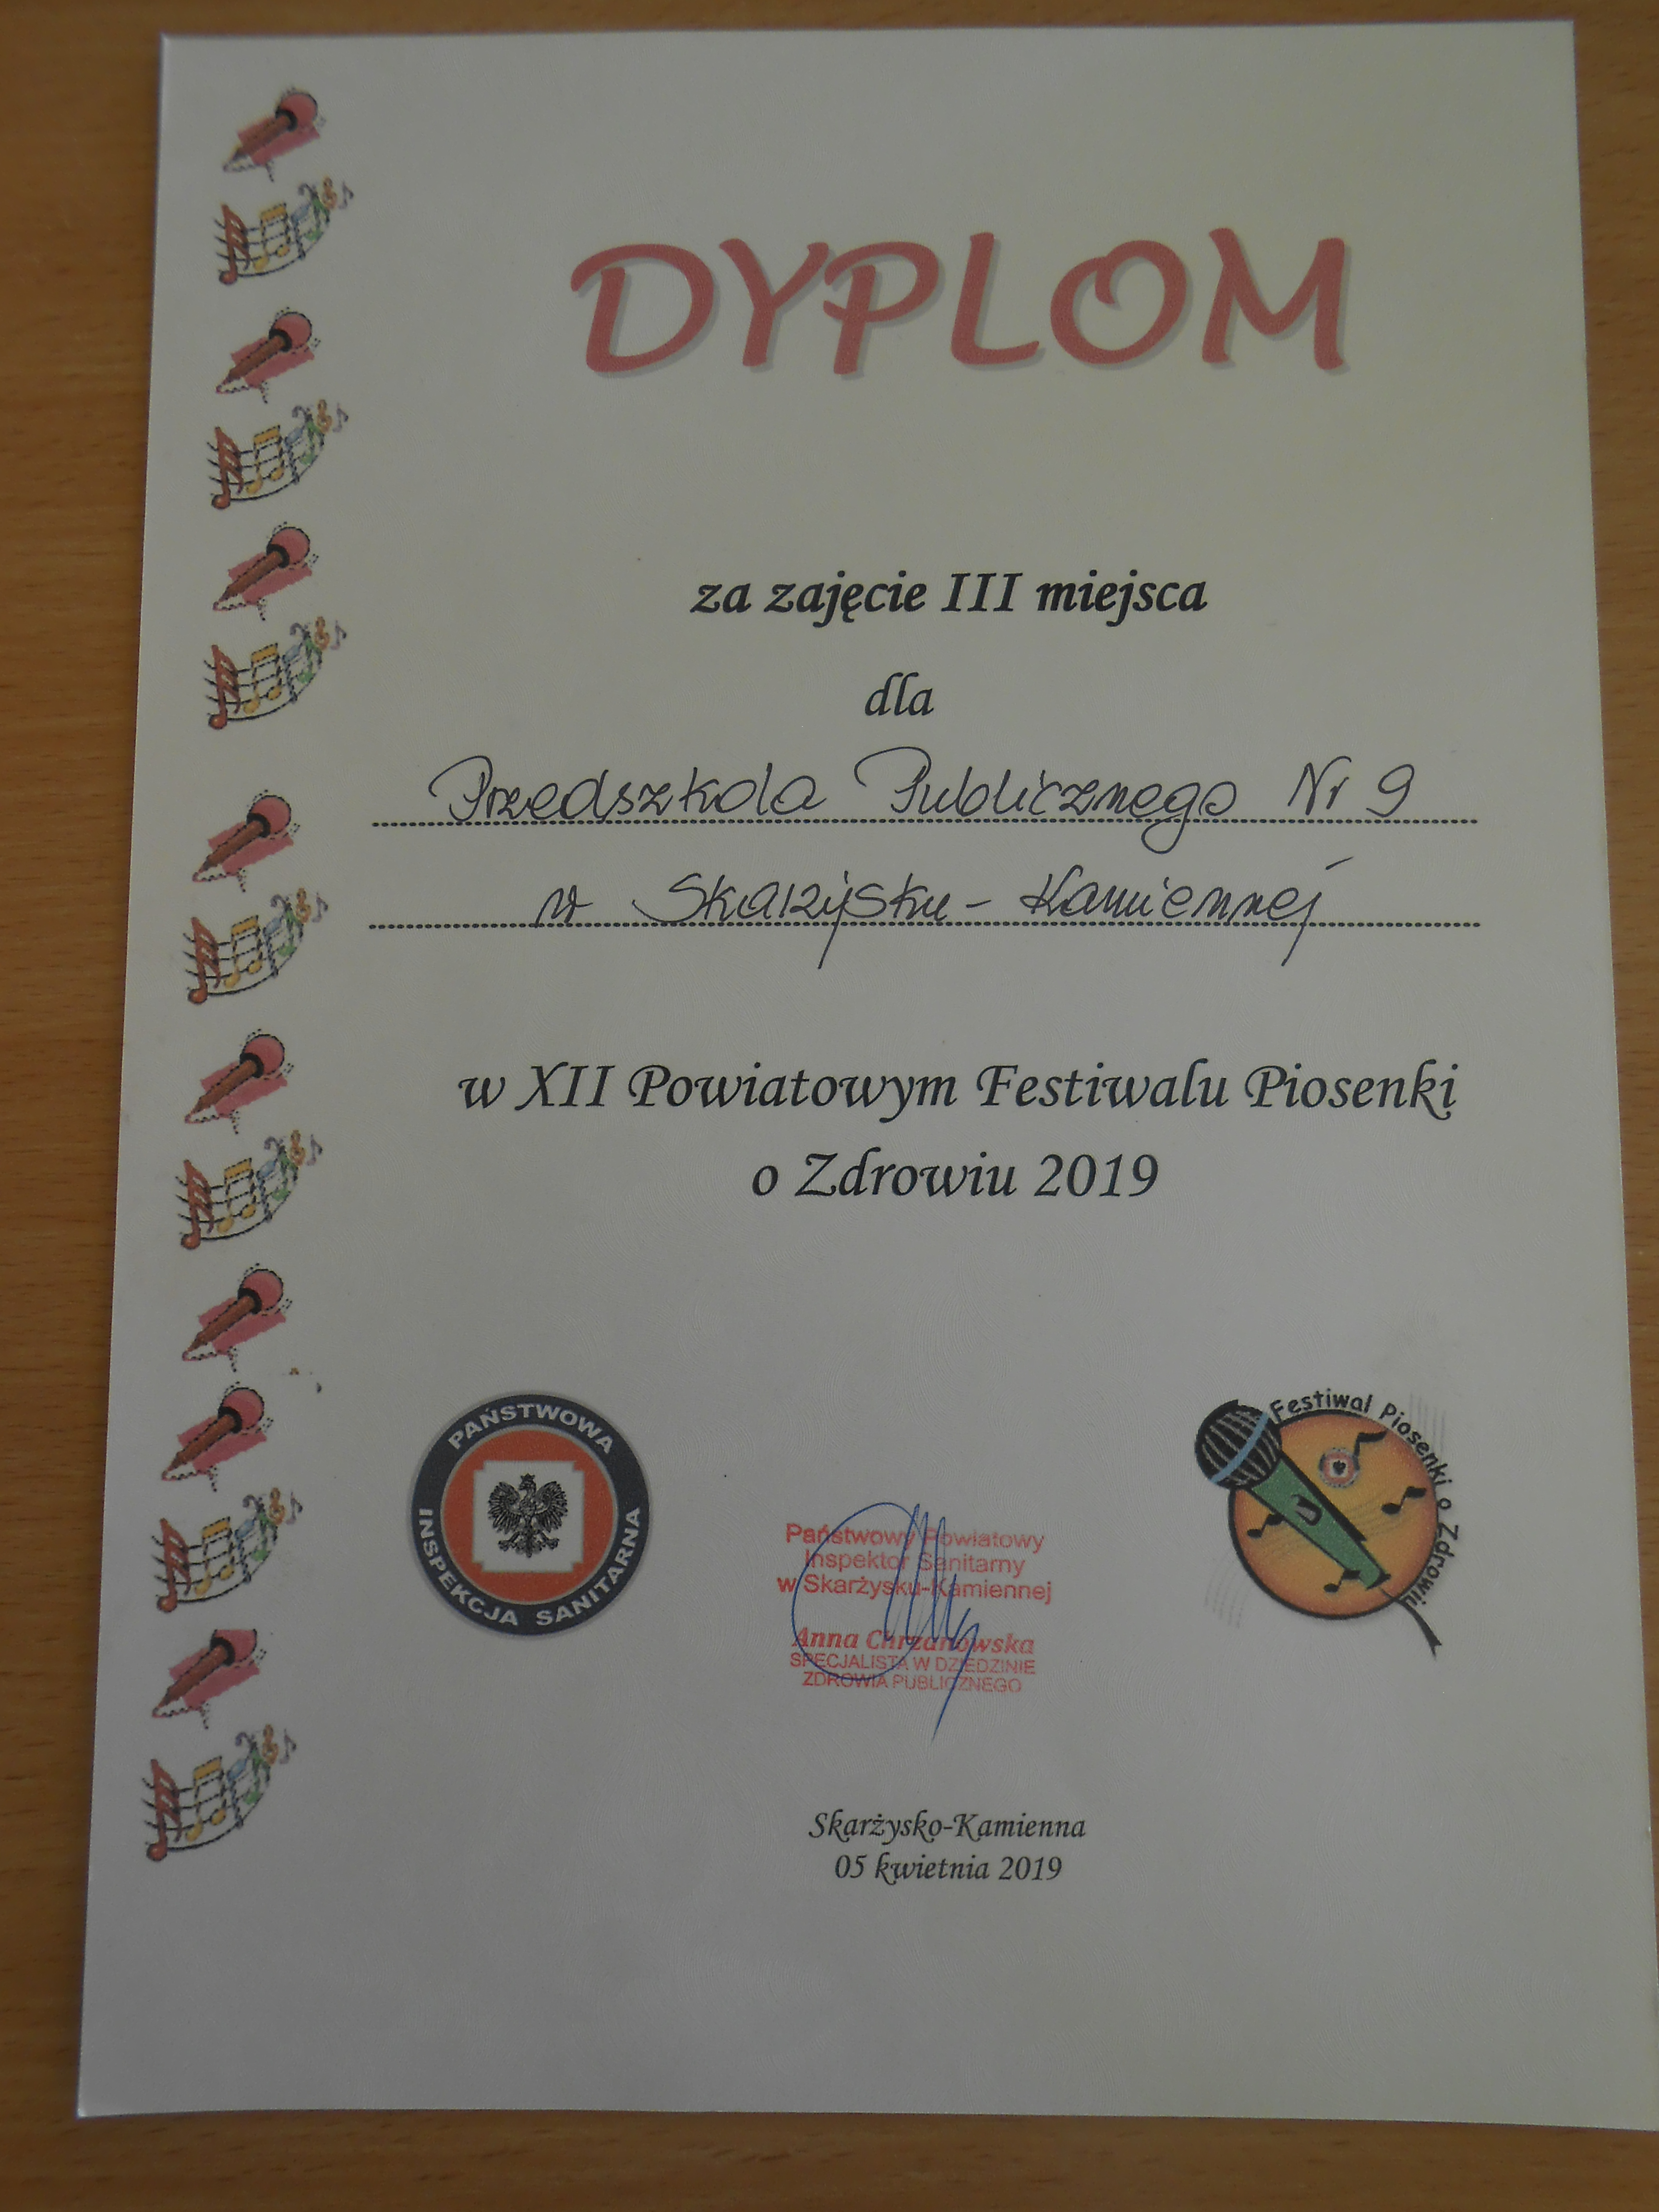 DYPLOM
za zajęcie III miejsca
dla
Przedszkola Publicznego Nr 9
w Skarżysku-Kamiennej
w XII Powiatowym Festiwalu Piosenki
o Zdrowiu 2019
PAŃSTWOWA
INSPEKCJA SANITARNA
Państwowy Powiatowy
Inspektor Sanitarny
w Skarżysku-Kamiennej
Anna Chrzanowska
SPECJALISTA W DZIEDZINIE
ZDROWIA PUBLICZNEGO
Festiwal Piosenki o Zdrowiu
Skarżysko-Kamienna
05 kwietnia 2019